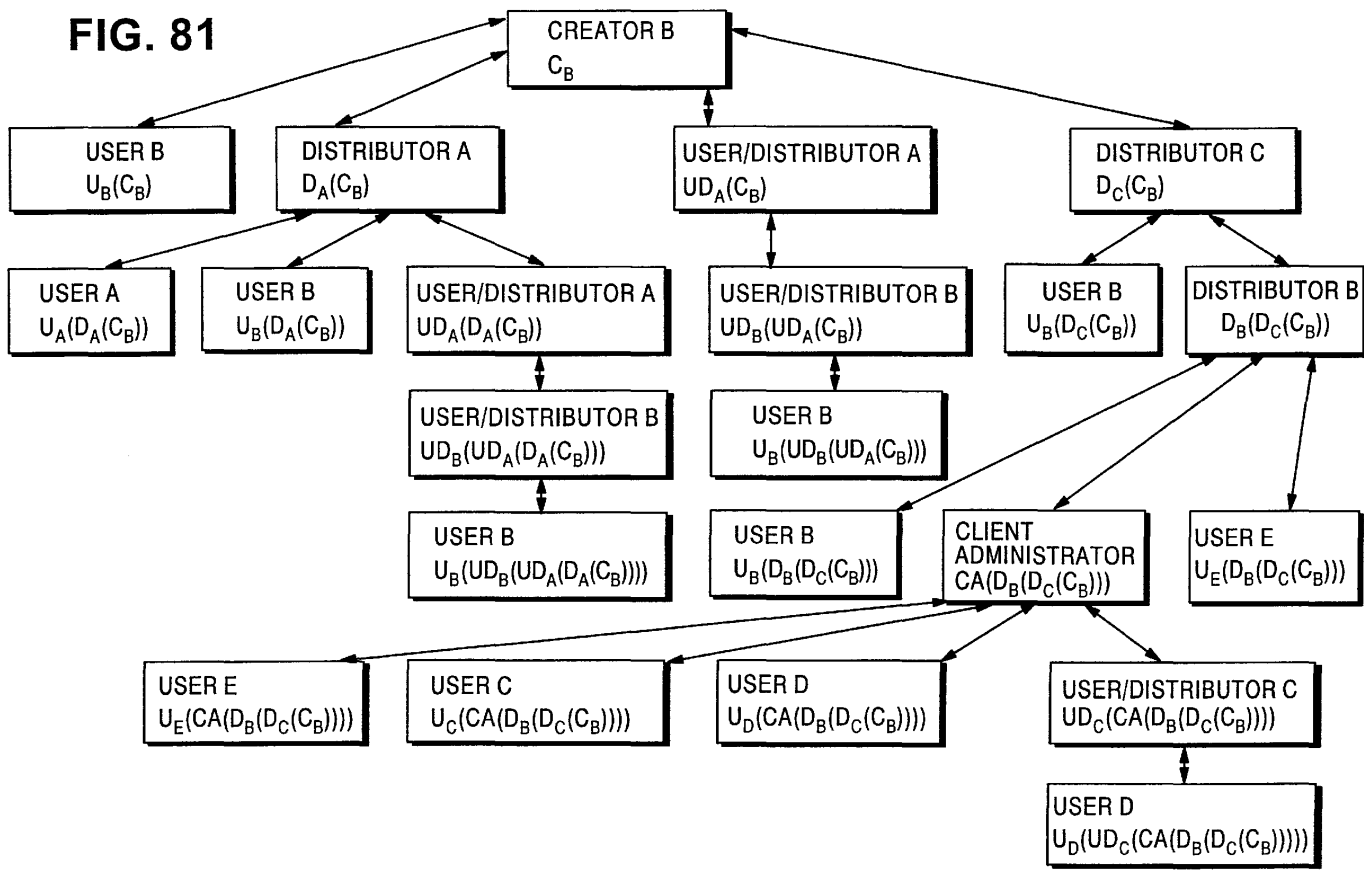 FIG. 81
CREATOR B
C_B
USER B
U_B(C_B)
DISTRIBUTOR A
D_A(C_B)
USER/DISTRIBUTOR A
UD_A(C_B)
DISTRIBUTOR C
D_C(C_B)
USER A
U_A(D_A(C_B))
USER B
U_B(D_A(C_B))
USER/DISTRIBUTOR A
UD_A(D_A(C_B))
USER/DISTRIBUTOR B
UD_B(UD_A(C_B))
USER B
U_B(D_C(C_B))
DISTRIBUTOR B
D_B(D_C(C_B))
USER/DISTRIBUTOR B
UD_B(UD_A(D_A(C_B)))
USER B
U_B(UD_B(UD_A(C_B)))
USER B
U_B(UD_B(UD_A(D_A(C_B))))
USER B
U_B(D_B(D_C(C_B)))
CLIENT
ADMINISTRATOR
CA(D_B(D_C(C_B)))
USER E
U_E(D_B(D_C(C_B)))
USER E
U_E(CA(D_B(D_C(C_B))))
USER C
U_C(CA(D_B(D_C(C_B))))
USER D
U_D(CA(D_B(D_C(C_B))))
USER/DISTRIBUTOR C
UD_C(CA(D_B(D_C(C_B))))
USER D
U_D(UD_C(CA(D_B(D_C(C_B)))))